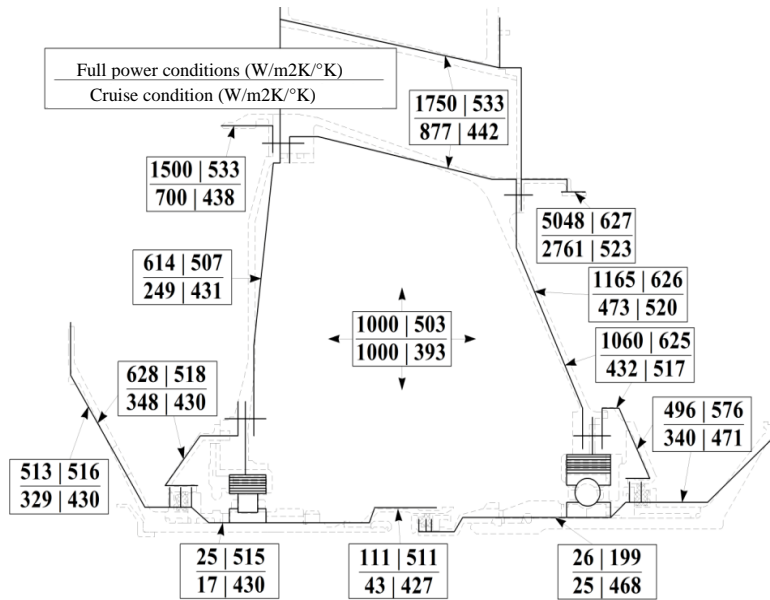 Full power conditions (W/m2K/°K)
Cruise condition (W/m2K/°K)
1750 | 533
877 | 442
1500 | 533
700 | 438
5048 | 627
2761 | 523
614 | 507
249 | 431
1165 | 626
473 | 520
1000 | 503
1000 | 393
1060 | 625
432 | 517
628 | 518
348 | 430
496 | 576
340 | 471
513 | 516
329 | 430
25 | 515
17 | 430
111 | 511
43 | 427
26 | 199
25 | 468